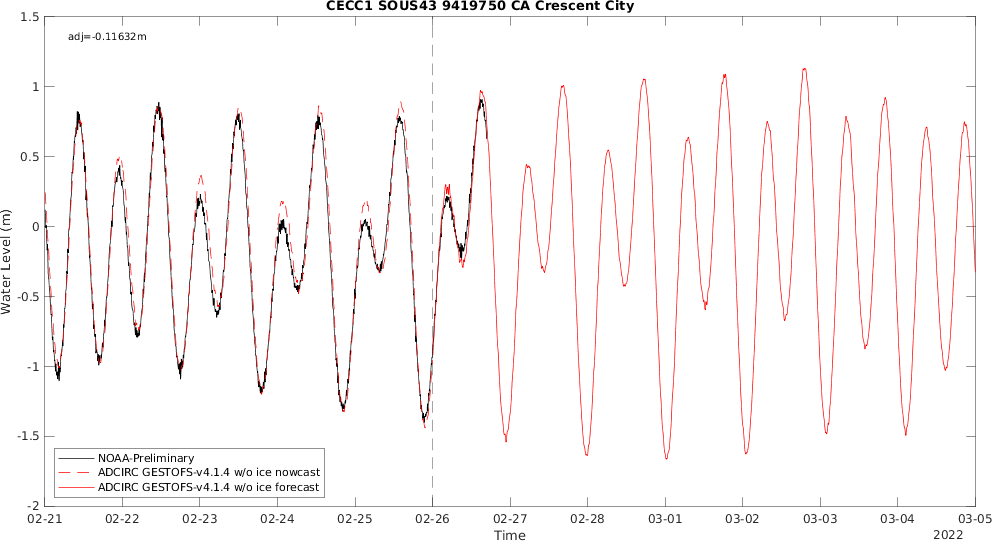 CECC1 SOUS43 9419750 CA Crescent City
1.5
adj=-0.11632m
1
0.5
0
-0.5
-1
-1.5
-2
Water Level (m)
NOAA-Preliminary
ADCIRC GESTOFS-v4.1.4 w/o ice nowcast
ADCIRC GESTOFS-v4.1.4 w/o ice forecast
02-21 02-22 02-23 02-24 02-25 02-26 02-27 02-28 03-01 03-02 03-03 03-04 03-05
Time
2022